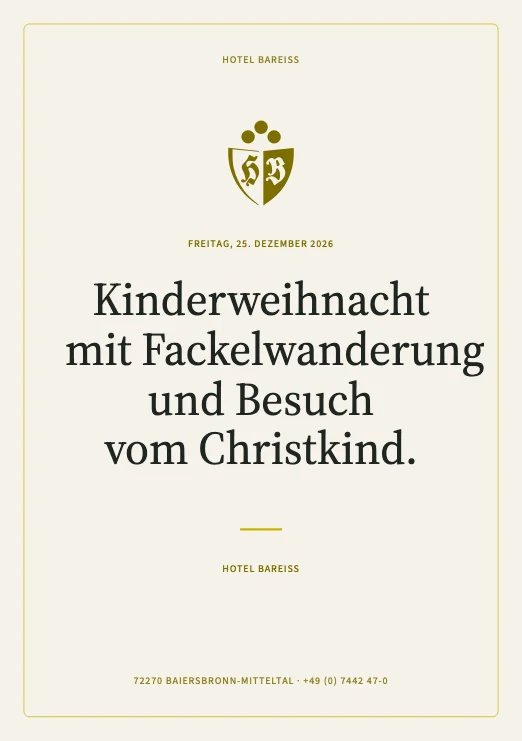 HOTEL BAREISS
HB
FREITAG, 25. DEZEMBER 2026
Kinderweihnacht
mit Fackelwanderung
und Besuch
vom Christkind.
HOTEL BAREISS
72270 BAIERSBRONN-MITTELTAL · +49 (0) 7442 47-0